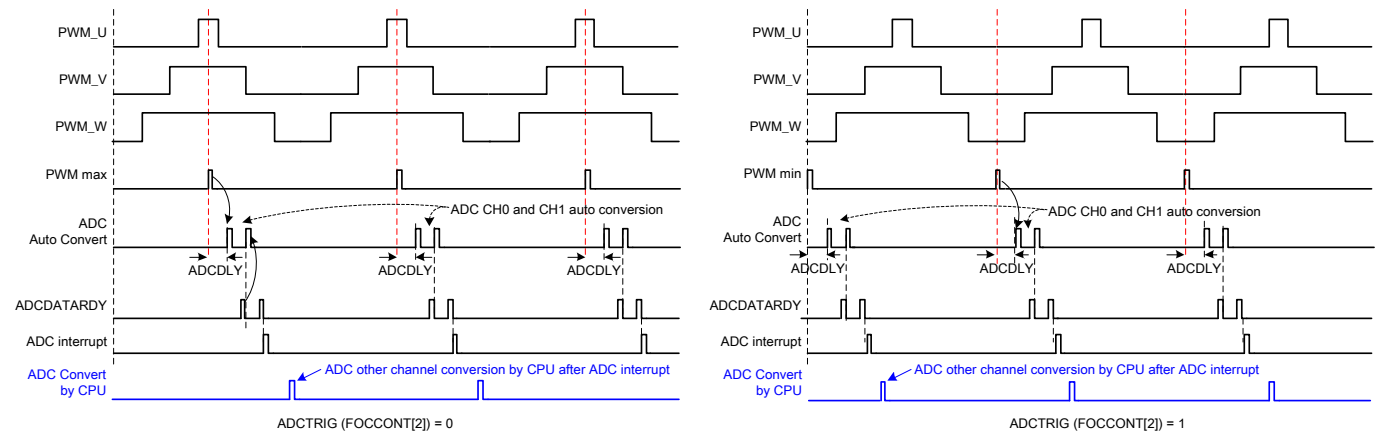 PWM_U
PWM_V
PWM_W
PWM max
ADC
Auto Convert
ADC CH0 and CH1 auto conversion
ADCDLY
ADCDLY
ADCDLY
ADCDATARDY
ADC interrupt
ADC Convert
by CPU
ADC other channel conversion by CPU after ADC interrupt
ADCTRIG (FOCCONT[2]) = 0
PWM_U
PWM_V
PWM_W
PWM min
ADC
Auto Convert
ADC CH0 and CH1 auto conversion
ADCDLY
ADCDLY
ADCDLY
ADCDATARDY
ADC interrupt
ADC Convert
by CPU
ADC other channel conversion by CPU after ADC interrupt
ADCTRIG (FOCCONT[2]) = 1